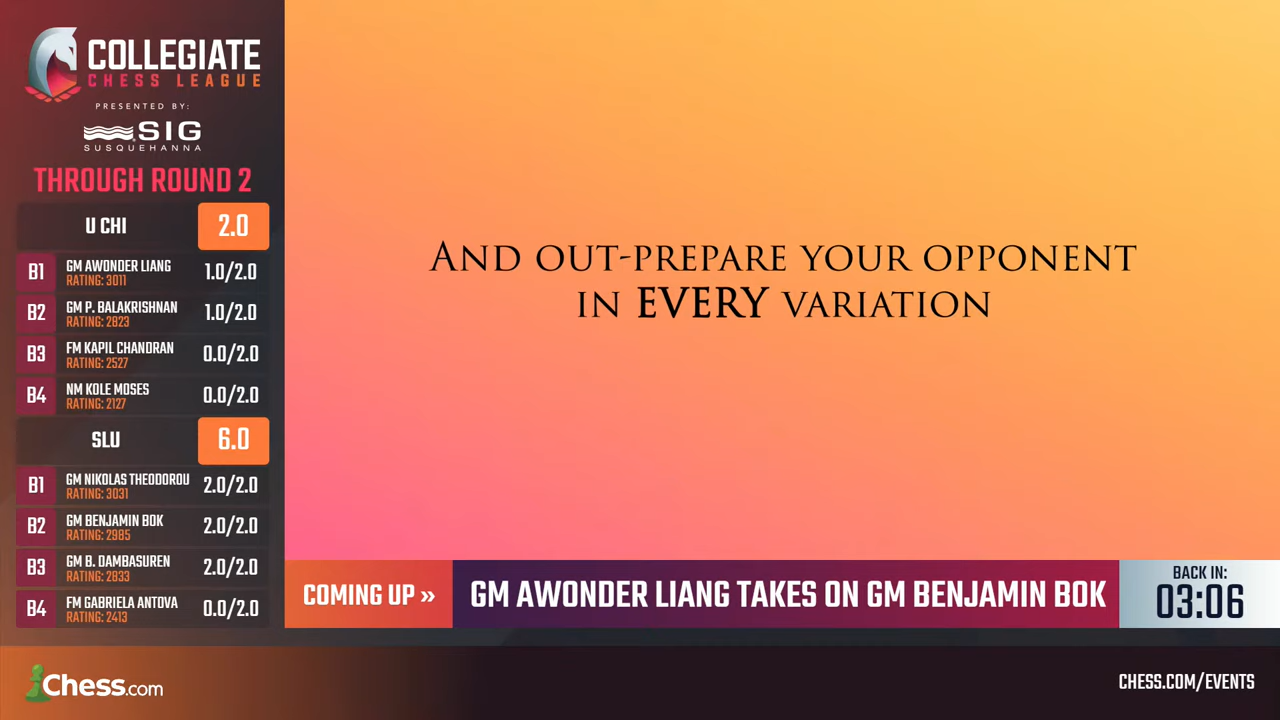 COLLEGIATE
CHESS LEAGUE
PRESENTED BY:
SIG
SUSQUEHANNA
THROUGH ROUND 2
U CHI 2.0
B1 GM AWONDER LIANG 1.0/2.0
RATING: 3011
B2 GM P. BALAKRISHNAN 1.0/2.0
RATING: 2823
B3 FM KAPIL CHANDRAN 0.0/2.0
RATING: 2527
B4 NM KOLE MOSES 0.0/2.0
RATING: 2127
SLU 6.0
B1 GM NIKOLAS THEODOROU 2.0/2.0
RATING: 3031
B2 GM BENJAMIN BOK 2.0/2.0
RATING: 2985
B3 GM B. DAMBASUREN 2.0/2.0
RATING: 2833
B4 FM GABRIELA ANTOVA 0.0/2.0
RATING: 2413
AND OUT-PREPARE YOUR OPPONENT
IN EVERY VARIATION
COMING UP » GM AWONDER LIANG TAKES ON GM BENJAMIN BOK
BACK IN:
03:06
Chess.com
CHESS.COM/EVENTS